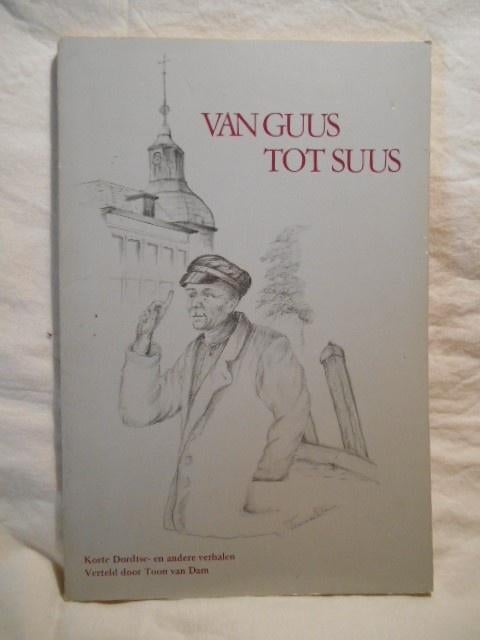 VAN GUUS
TOT SUUS
Korte Dordtse- en andere verhalen
Verteld door Toon van Dam